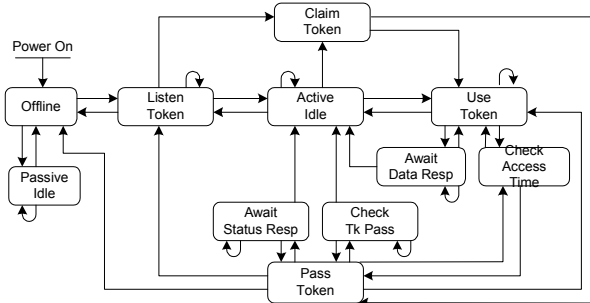 Claim
Token
Power On
Offline
Listen
Token
Active
Idle
Use
Token
Passive
Idle
Await
Data Resp
Check
Access
Time
Await
Status Resp
Check
Tk Pass
Pass
Token